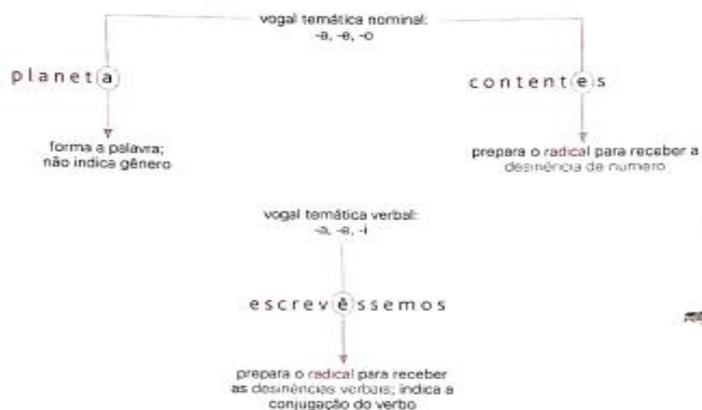 vogal temática nominal:
-a, -e, -o
planeta
contentes
forma a palavra;
não indica gênero
prepara o radical para receber a
desinência de número
vogal temática verbal:
-a, -e, -i
escrevêssemos
prepara o radical para receber
as desinências verbais; indica a
conjugação do verbo